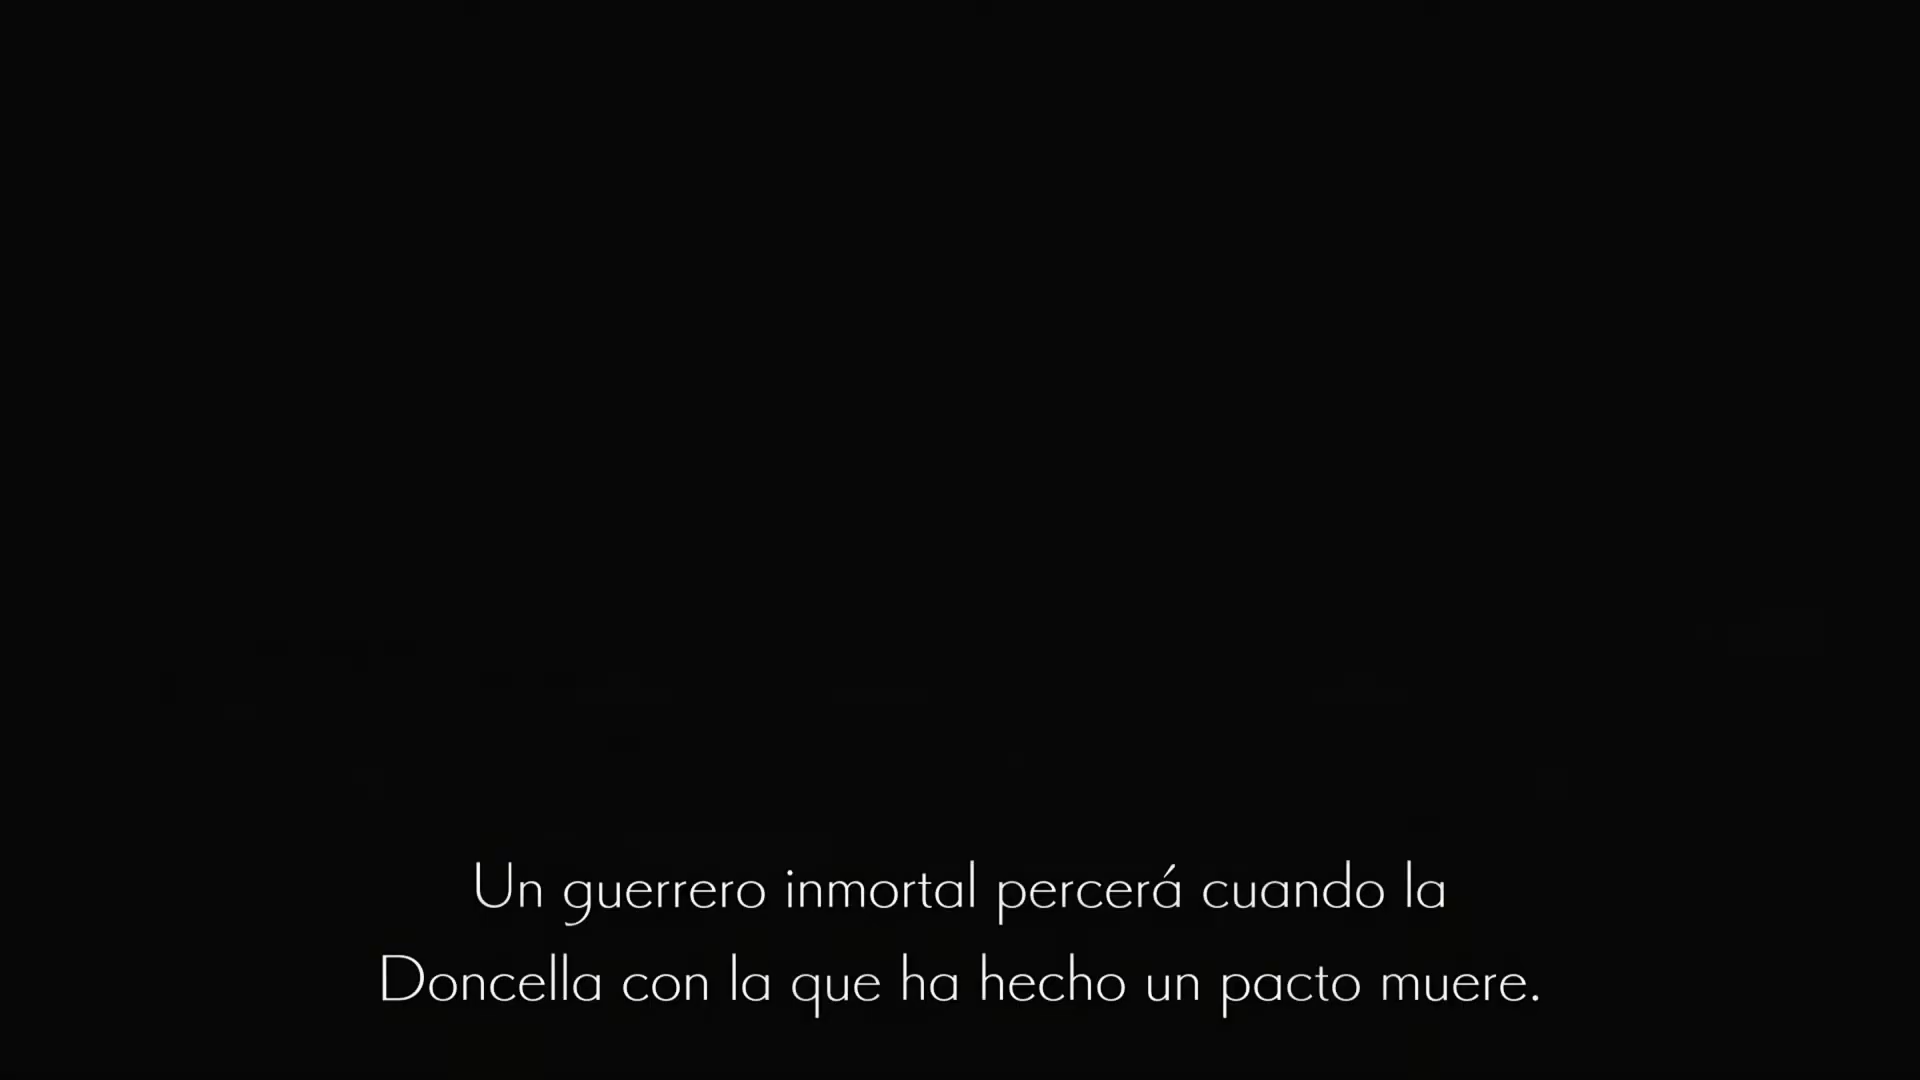 Un guerrero inmortal percerá cuando la
Doncella con la que ha hecho un pacto muere.